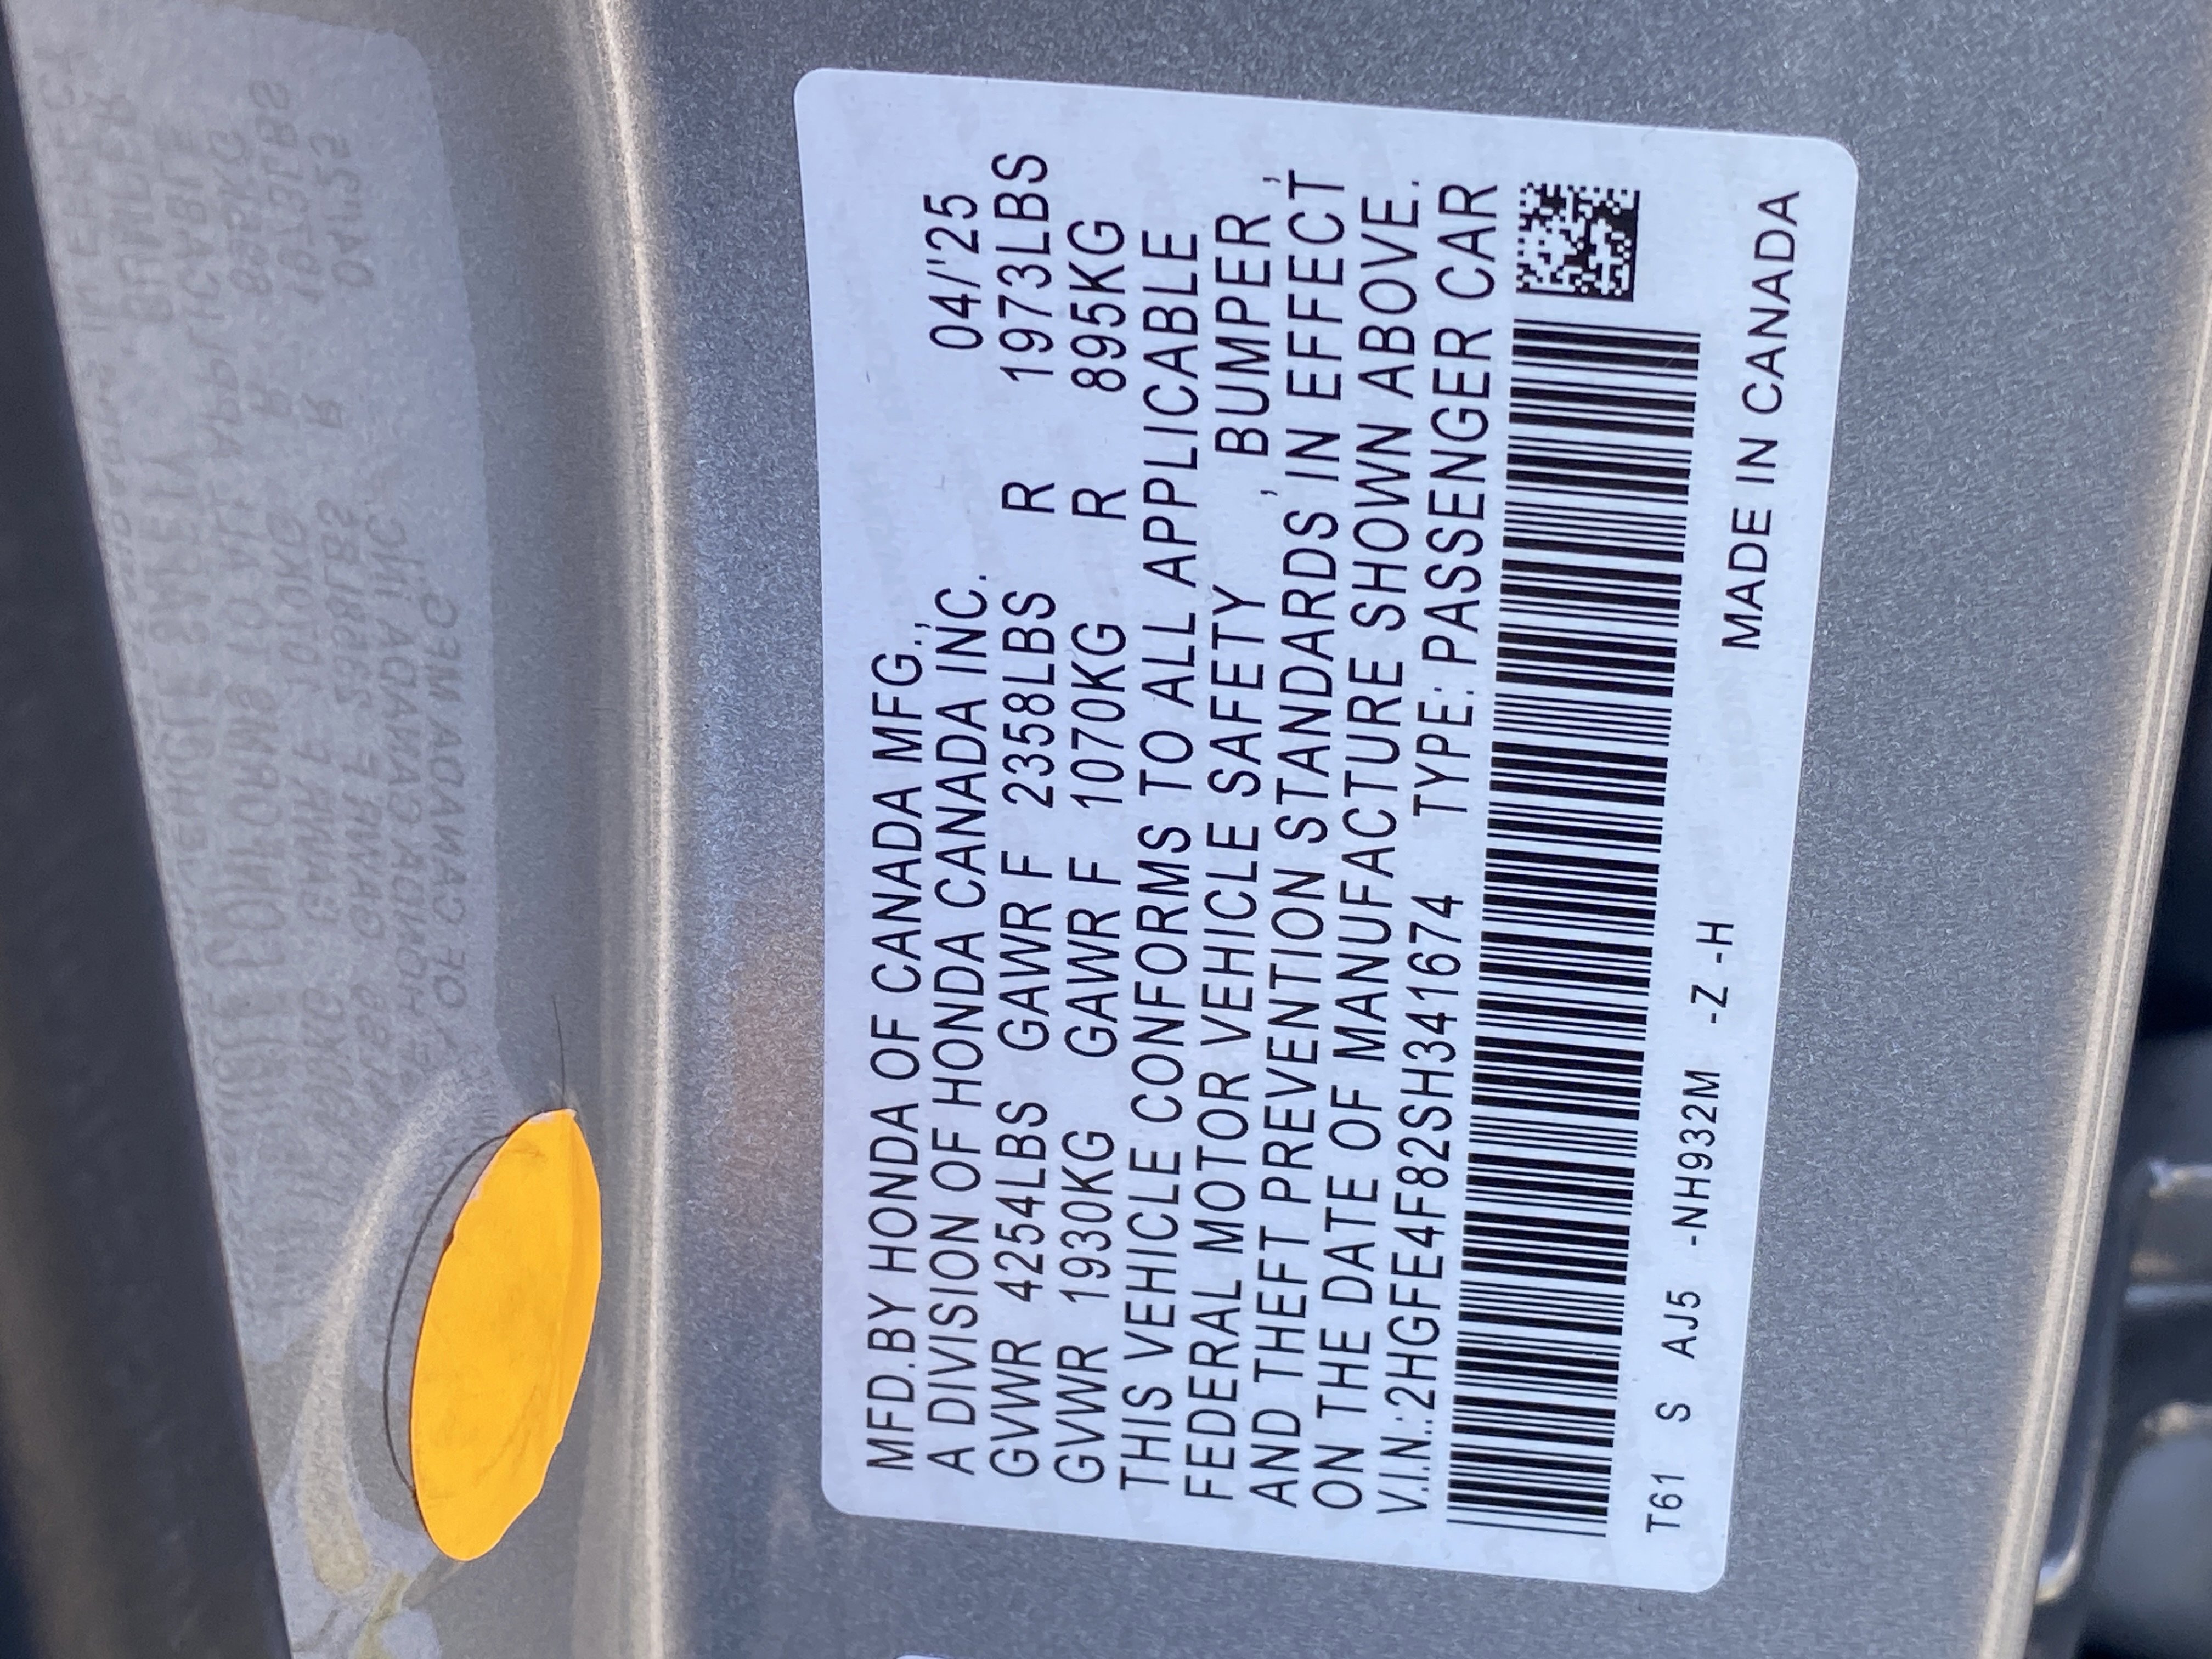 MFD.BY HONDA OF CANADA MFG.,
A DIVISION OF HONDA CANADA INC. 04/'25
GVWR 4254LBS GAWR F 2358LBS R 1973LBS
GVWR 1930KG GAWR F 1070KG R 895KG
THIS VEHICLE CONFORMS TO ALL APPLICABLE
FEDERAL MOTOR VEHICLE SAFETY , BUMPER ,
AND THEFT PREVENTION STANDARDS IN EFFECT
ON THE DATE OF MANUFACTURE SHOWN ABOVE.
V.I.N.:2HGFE4F82SH341674 TYPE: PASSENGER CAR
T61 S AJ5 -NH932M -Z -H
MADE IN CANADA